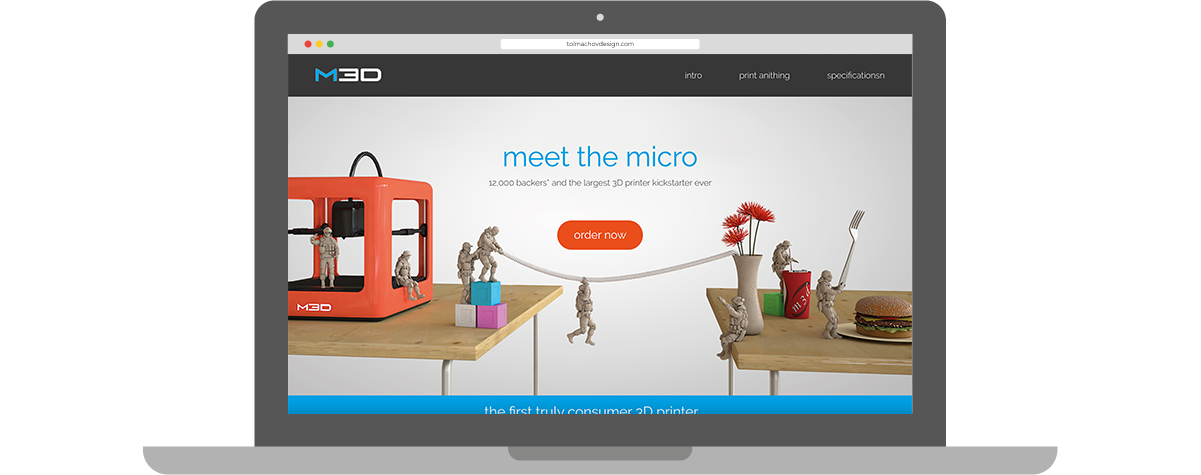 tolmachovdesign.com
M3D
intro
print anithing
specificationsn
meet the micro
12,000 backers* and the largest 3D printer kickstarter ever
order now
M3D
m3d
the first truly consumer 3D printer